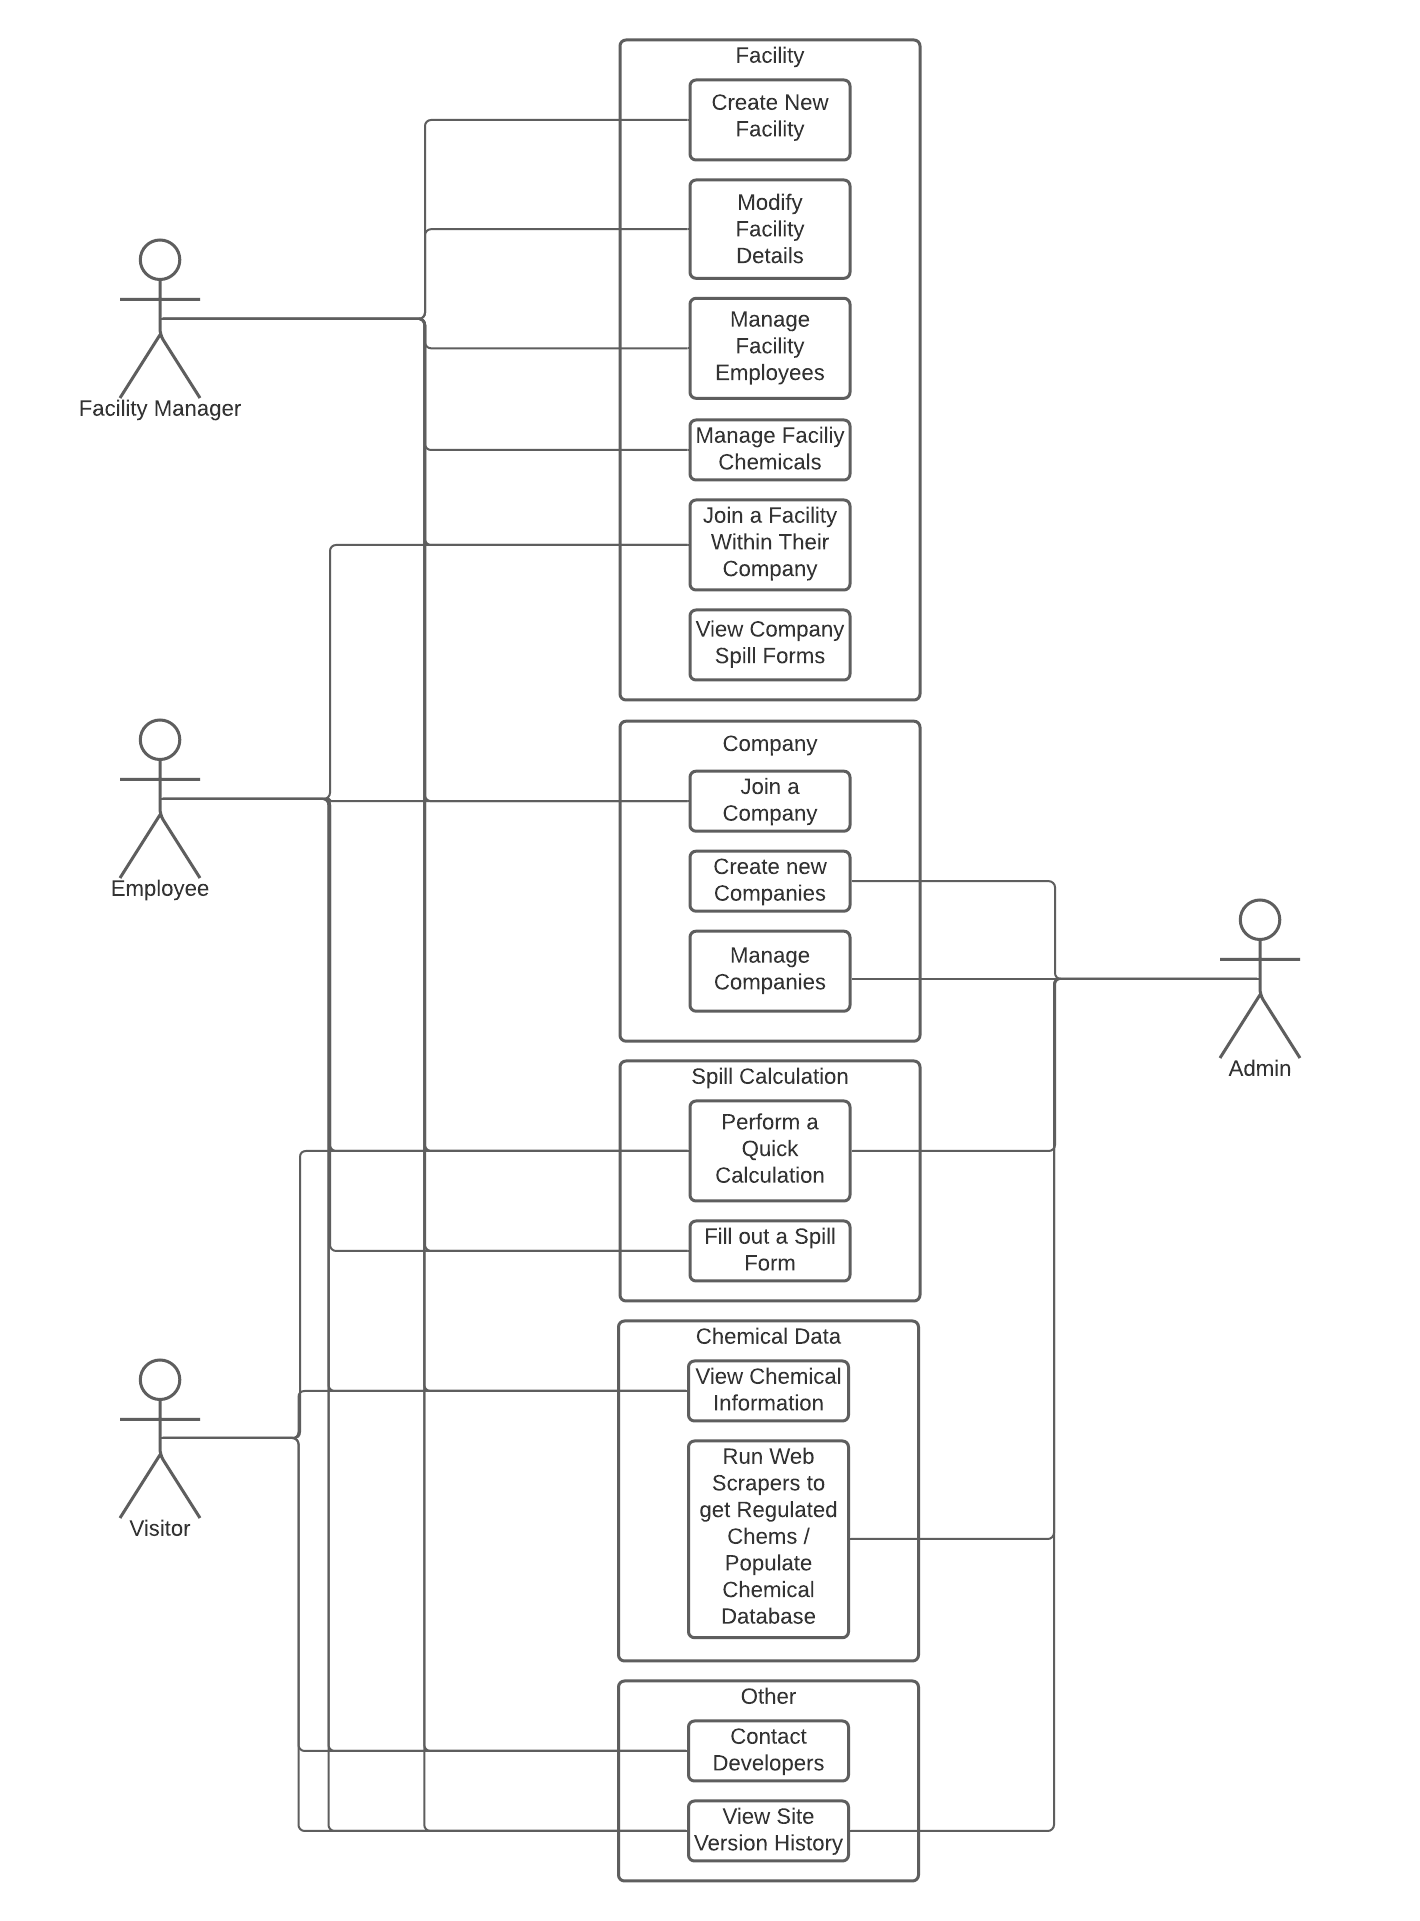 Facility
Create New
Facility
Modify
Facility
Details
Manage
Facility
Employees
Facility Manager
Manage Faciliy
Chemicals
Join a Facility
Within Their
Company
View Company
Spill Forms
Company
Join a
Company
Employee
Create new
Companies
Manage
Companies
Admin
Spill Calculation
Perform a
Quick
Calculation
Fill out a Spill
Form
Chemical Data
View Chemical
Information
Run Web
Scrapers to
get Regulated
Chems /
Populate
Chemical
Database
Visitor
Other
Contact
Developers
View Site
Version History